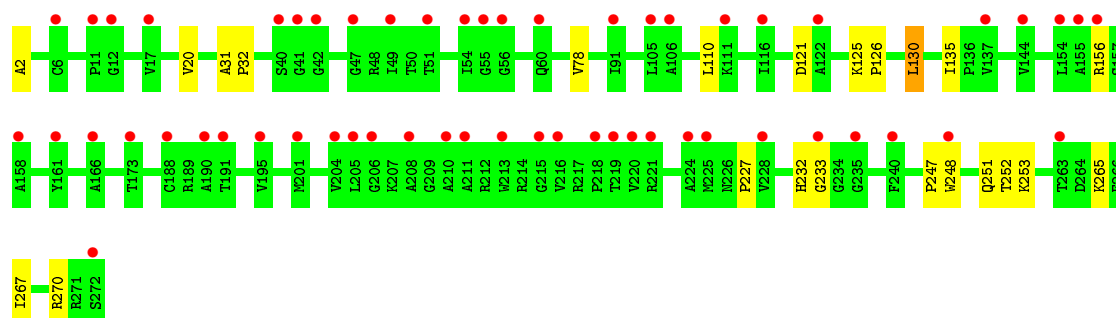 A2 C6 P11 G12 V17 V20 A31 P32 S40 G41 G42 G47 R48 I49 T50 T51 I54 G55 G56 Q60 V78 I91 L105 A106 L110 K111 I116 D121 A122 K125 P126 L130 I135 P136 V137 V144 L154 A155 R156
A158 Y161 A166 T173 C188 R189 A190 T191 V195 M201 V204 L205 G206 K207 A208 G209 A210 A211 R212 W213 R214 G215 V216 R217 P218 T219 V220 R221 A224 M225 N226 P227 V228 H232 G233 G234 G235 F240 P247 W248 Q251 T252 K253 T263 D264 K265
I267 R270 R271 S272